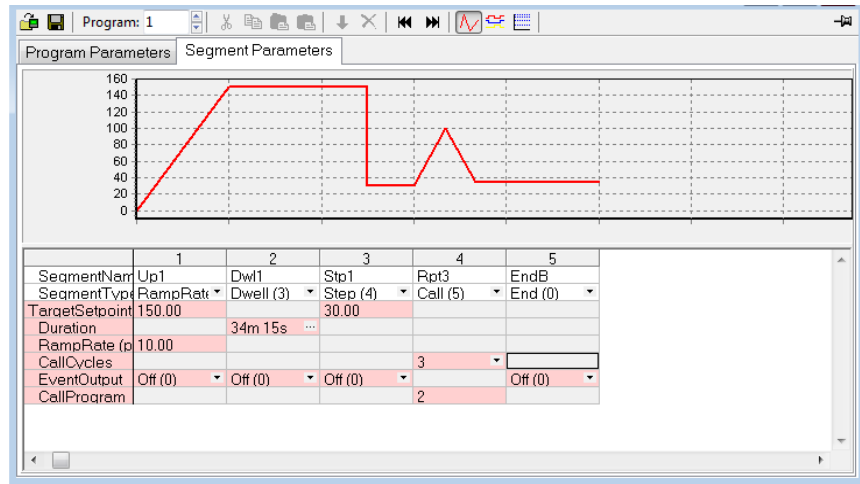 Program: 1
Program Parameters Segment Parameters
160
140
120
100
80
60
40
20
0
1 2 3 4 5
SegmentNam Up1 Dwl1 Stp1 Rpt3 EndB
SegmentType RampRate Dwell (3) Step (4) Call (5) End (0)
TargetSetpoint 150.00 30.00
Duration 34m 15s ...
RampRate (p 10.00
CallCycles 3
EventOutput Off (0) Off (0) Off (0) Off (0)
CallProgram 2